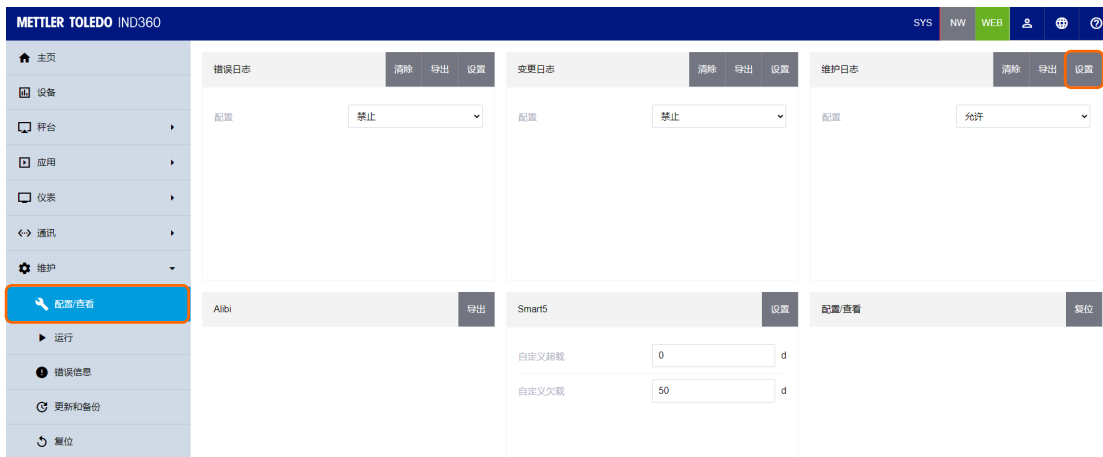 METTLER TOLEDO IND360
SYS NW WEB
主页
设备
秤台
应用
仪表
通讯
维护
配置/查看
运行
错误信息
更新和备份
复位
错误日志 清除 导出 设置
配置 禁止
变更日志 清除 导出 设置
配置 禁止
维护日志 清除 导出 设置
配置 允许
Alibi 导出
Smart5 设置
自定义超载 0 d
自定义欠载 50 d
配置/查看 复位